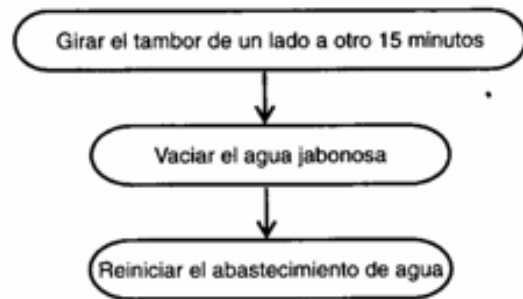 Girar el tambor de un lado a otro 15 minutos
Vaciar el agua jabonosa
Reiniciar el abastecimiento de agua